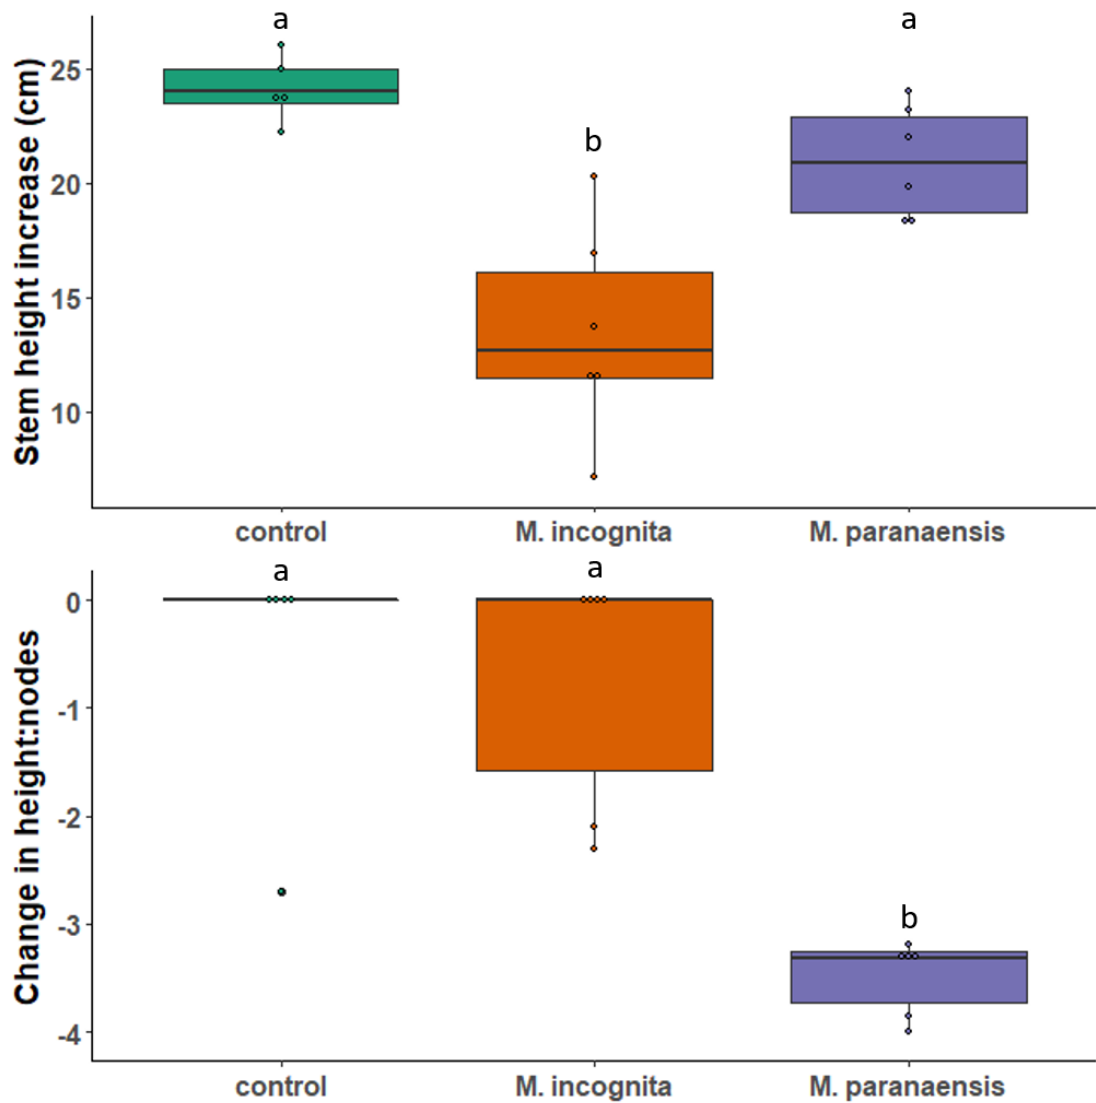 a
a
b
Stem height increase (cm)
25
20
15
10
control
M. incognita
M. paranaensis
a
a
b
Change in height:nodes
0
-1
-2
-3
-4
control
M. incognita
M. paranaensis